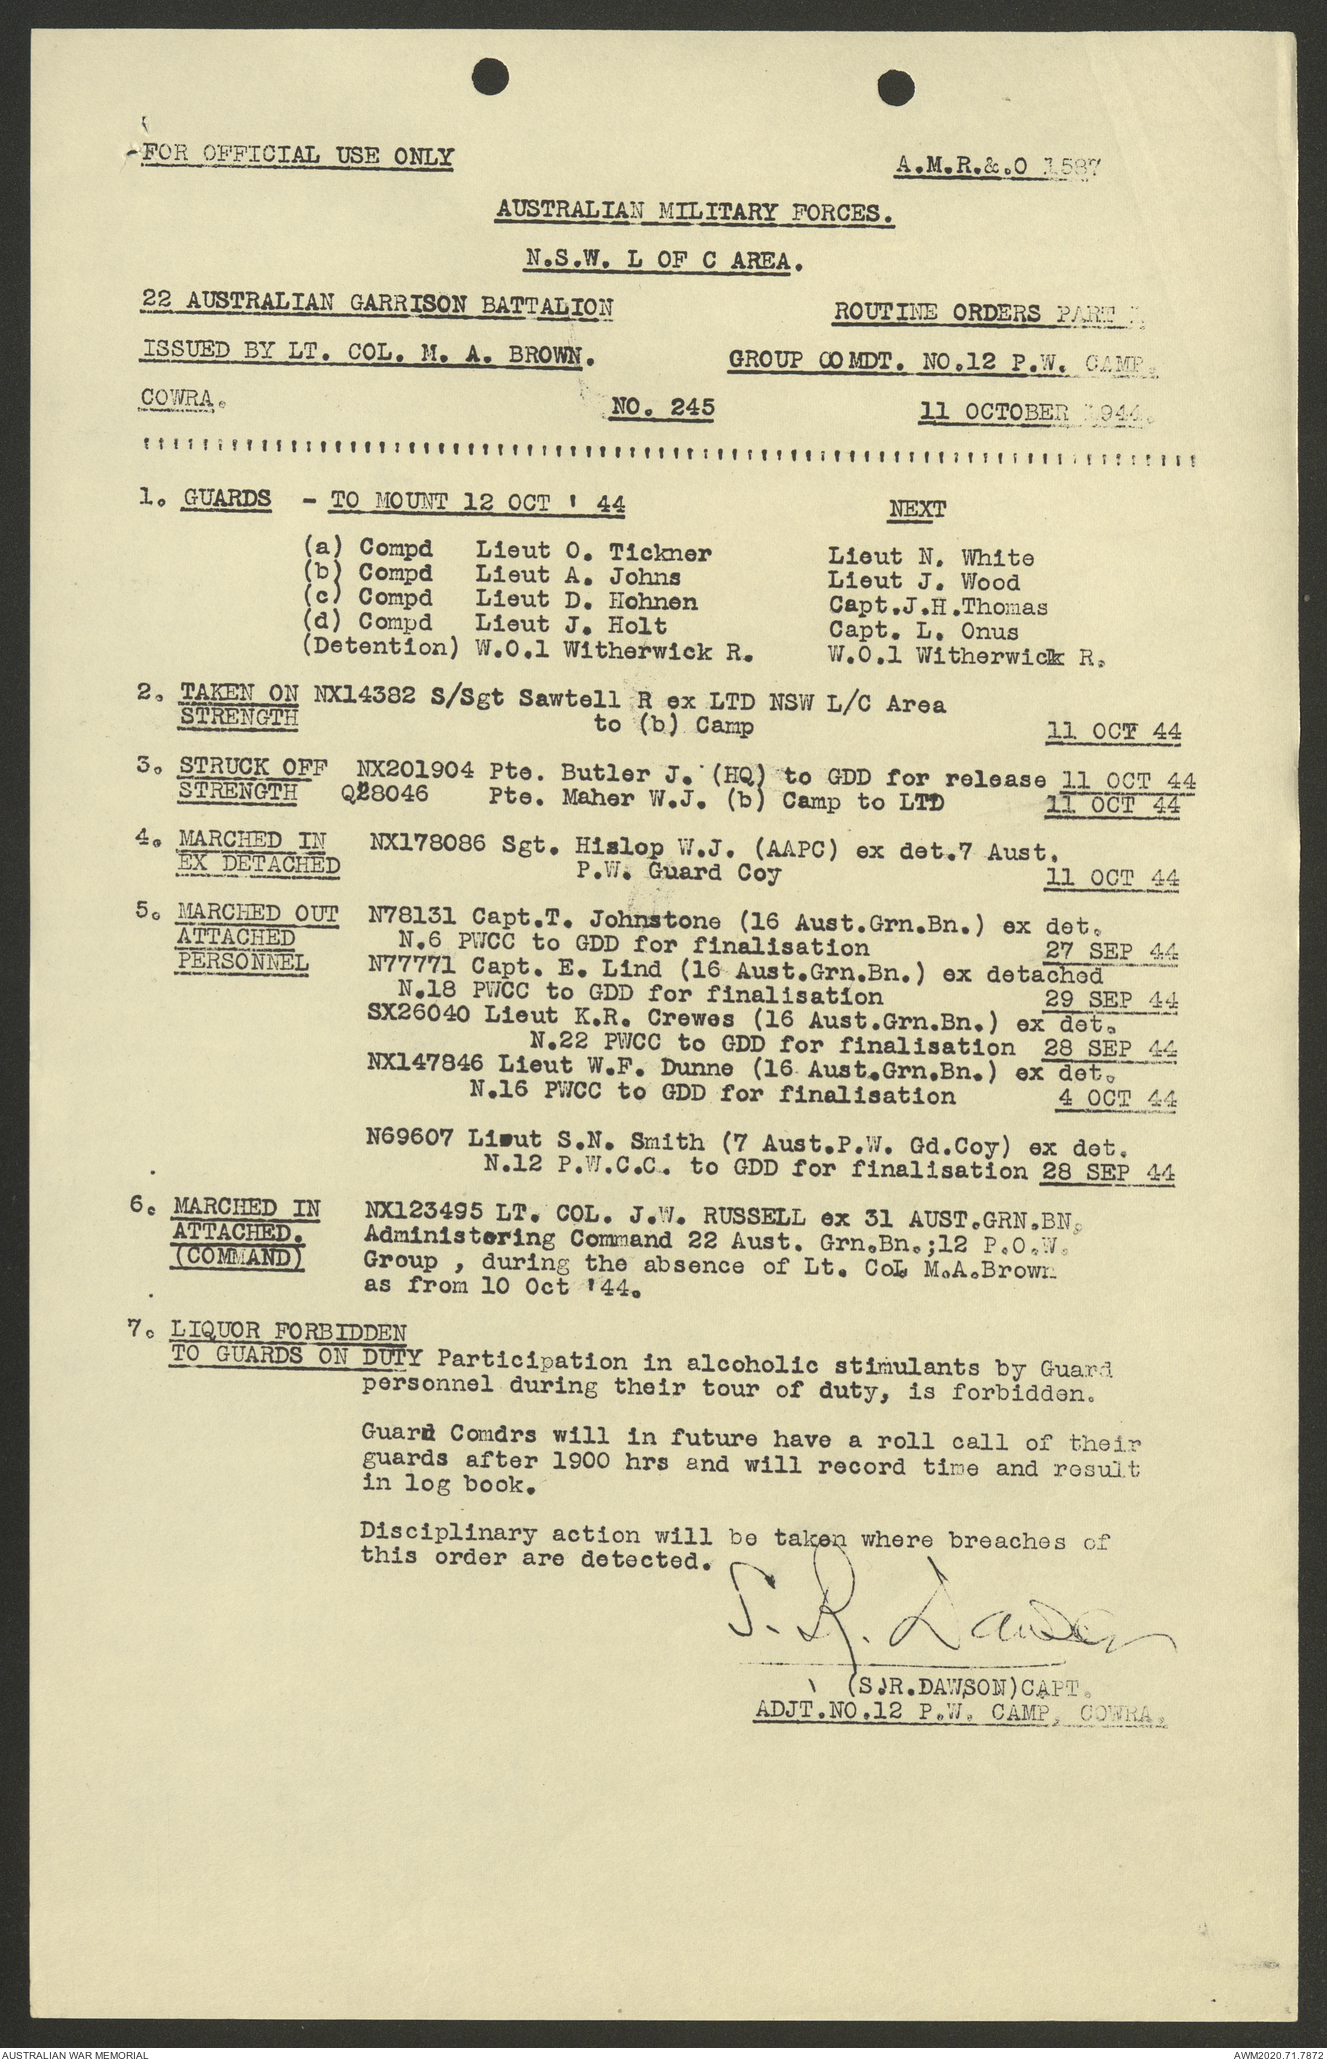 FOR OFFICIAL USE ONLY A.M.R.&.O 1587
AUSTRALIAN MILITARY FORCES.
N.S.W. L OF C AREA.
22 AUSTRALIAN GARRISON BATTALION ROUTINE ORDERS PART
ISSUED BY LT. COL. M. A. BROWN. GROUP COMDT. NO.12 P.W. CAMP.
COWRA. NO. 245 11 OCTOBER 1944.
1. GUARDS - TO MOUNT 12 OCT ' 44 NEXT
(a) Compd Lieut O. Tickner Lieut N. White
(b) Compd Lieut A. Johns Lieut J. Wood
(c) Compd Lieut D. Hohnen Capt.J.H.Thomas
(d) Compd Lieut J. Holt Capt. L. Onus
(Detention) W.O.1 Witherwick R. W.O.1 Witherwick R.
2. TAKEN ON NX14382 S/Sgt Sawtell R ex LTD NSW L/C Area
STRENGTH to (b) Camp 11 OCT 44
3. STRUCK OFF NX201904 Pte. Butler J. (HQ) to GDD for release 11 OCT 44
STRENGTH Q28046 Pte. Maher W.J. (b) Camp to LTD 11 OCT 44
4. MARCHED IN NX178086 Sgt. Hislop W.J. (AAPC) ex det.7 Aust.
EX DETACHED P.W. Guard Coy 11 OCT 44
5. MARCHED OUT N78131 Capt.T. Johnstone (16 Aust.Grn.Bn.) ex det.
ATTACHED N.6 PWCC to GDD for finalisation 27 SEP 44
PERSONNEL N77771 Capt. E. Lind (16 Aust.Grn.Bn.) ex detached
N.18 PWCC to GDD for finalisation 29 SEP 44
SX26040 Lieut K.R. Crewes (16 Aust.Grn.Bn.) ex det.
N.22 PWCC to GDD for finalisation 28 SEP 44
NX147846 Lieut W.F. Dunne (16 Aust.Grn.Bn.) ex det.
N.16 PWCC to GDD for finalisation 4 OCT 44
N69607 Lieut S.N. Smith (7 Aust.P.W. Gd.Coy) ex det.
N.12 P.W.C.C. to GDD for finalisation 28 SEP 44
6. MARCHED IN NX123495 LT. COL. J.W. RUSSELL ex 31 AUST.GRN.BN.
ATTACHED. Administering Command 22 Aust. Grn.Bn.;12 P.O.W.
(COMMAND) Group , during the absence of Lt. Col. M.A.Brown
as from 10 Oct '44.
7. LIQUOR FORBIDDEN
TO GUARDS ON DUTY Participation in alcoholic stimulants by Guard
personnel during their tour of duty, is forbidden.
Guard Comdrs will in future have a roll call of their
guards after 1900 hrs and will record time and result
in log book.
Disciplinary action will be taken where breaches of
this order are detected.
S. R. Dawson
(S.R.DAWSON)CAPT.
ADJT.NO.12 P.W. CAMP, COWRA.
AUSTRALIAN WAR MEMORIAL AWM2020.71.7872